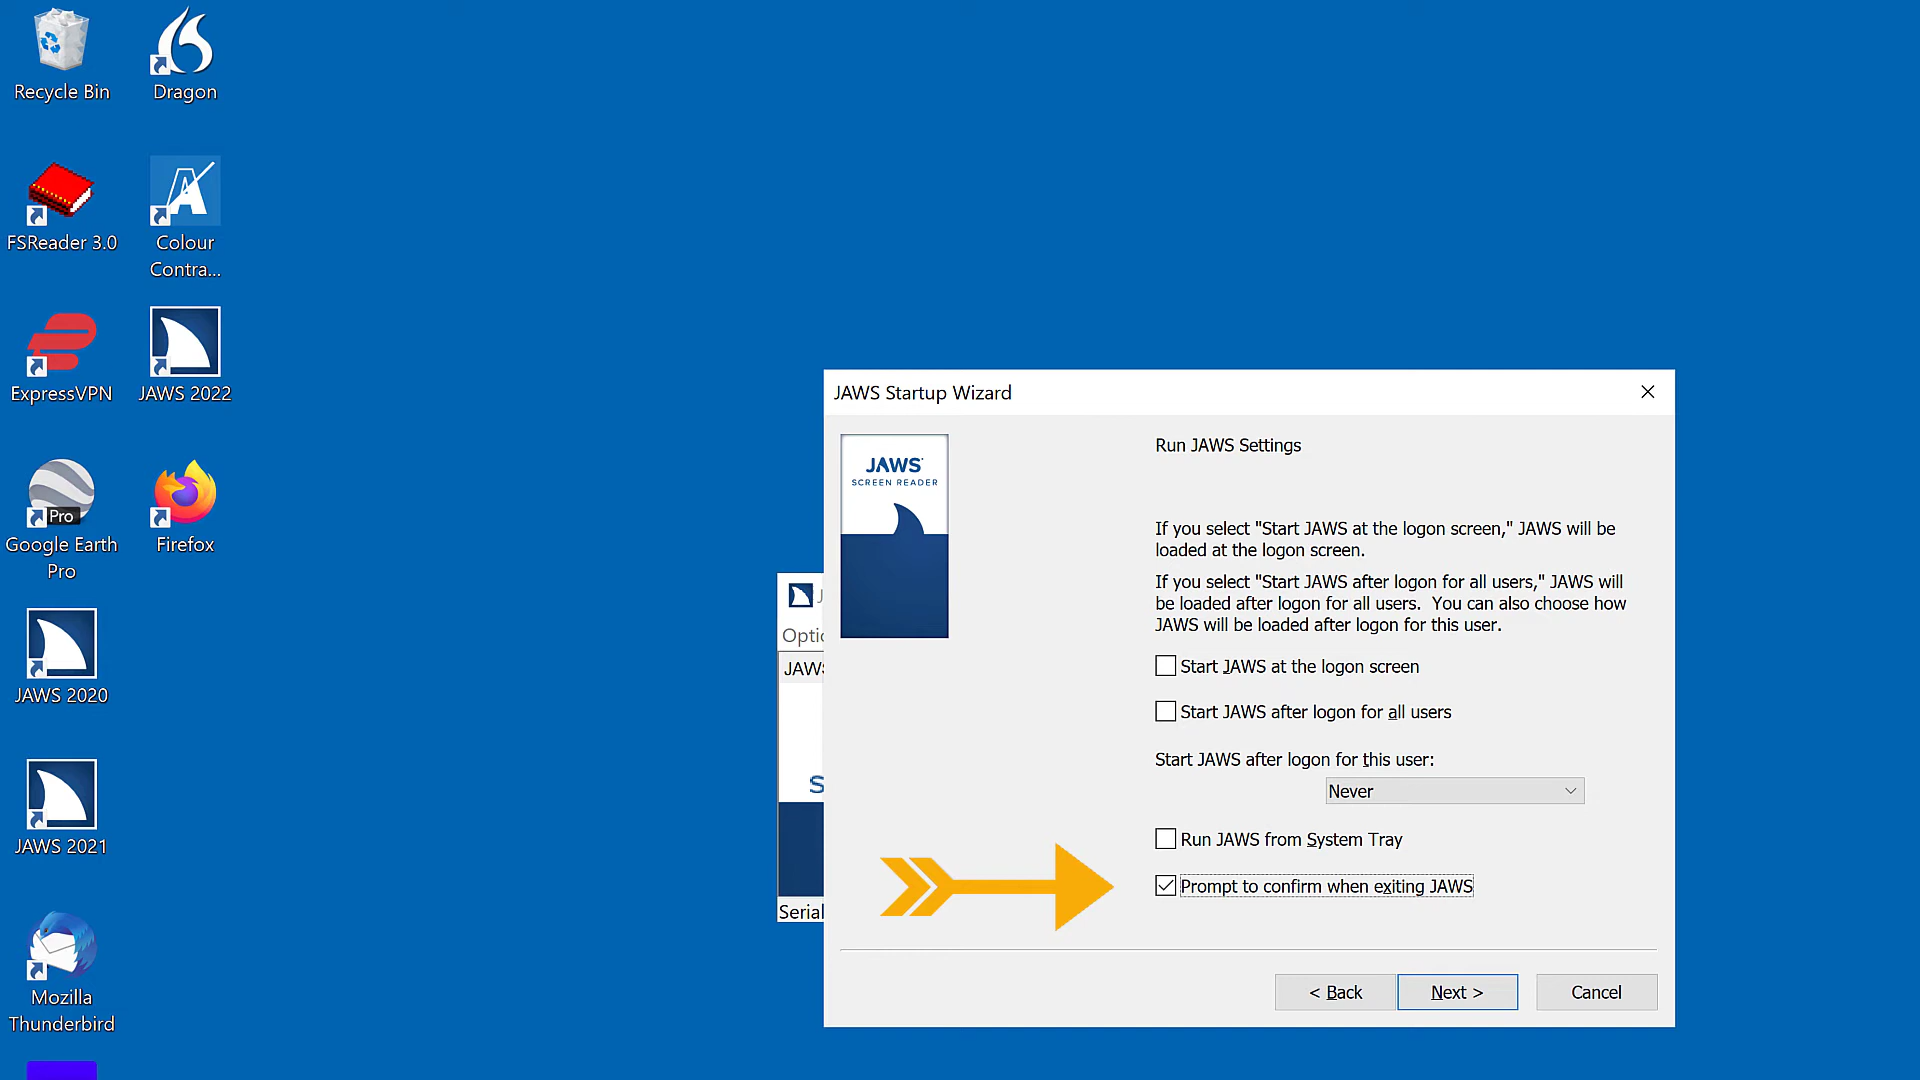 Recycle Bin
Dragon
FSReader 3.0
Colour
Contra...
ExpressVPN
JAWS 2022
Pro
Google Earth
Pro
Firefox
JAWS 2020
JAWS 2021
Mozilla
Thunderbird
J
Optio
JAWS
S
Serial
JAWS Startup Wizard
JAWS
SCREEN READER
Run JAWS Settings
If you select "Start JAWS at the logon screen," JAWS will be
loaded at the logon screen.
If you select "Start JAWS after logon for all users," JAWS will
be loaded after logon for all users. You can also choose how
JAWS will be loaded after logon for this user.
Start JAWS at the logon screen
Start JAWS after logon for all users
Start JAWS after logon for this user:
Never
Run JAWS from System Tray
Prompt to confirm when exiting JAWS
< Back
Next >
Cancel